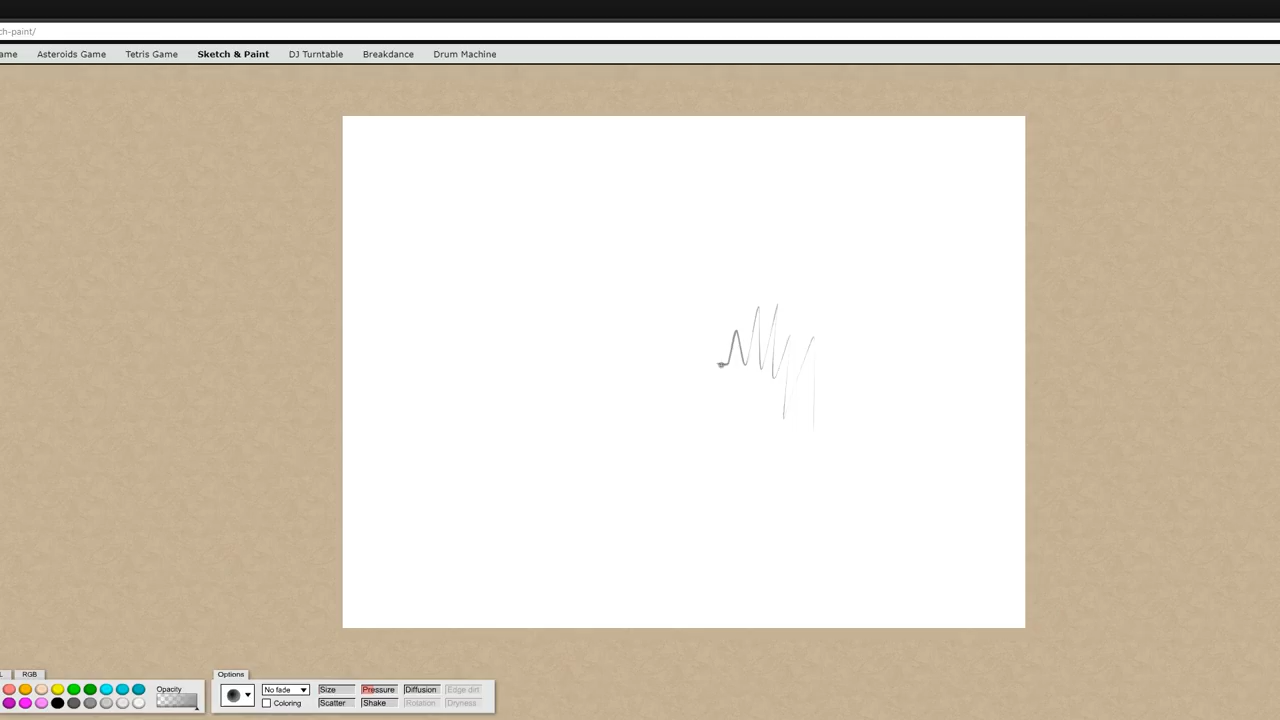 ch-paint/
ame Asteroids Game Tetris Game Sketch & Paint DJ Turntable Breakdance Drum Machine
L RGB Options
Opacity No fade Size Pressure Diffusion Edge dirt
Coloring Scatter Shake Rotation Dryness